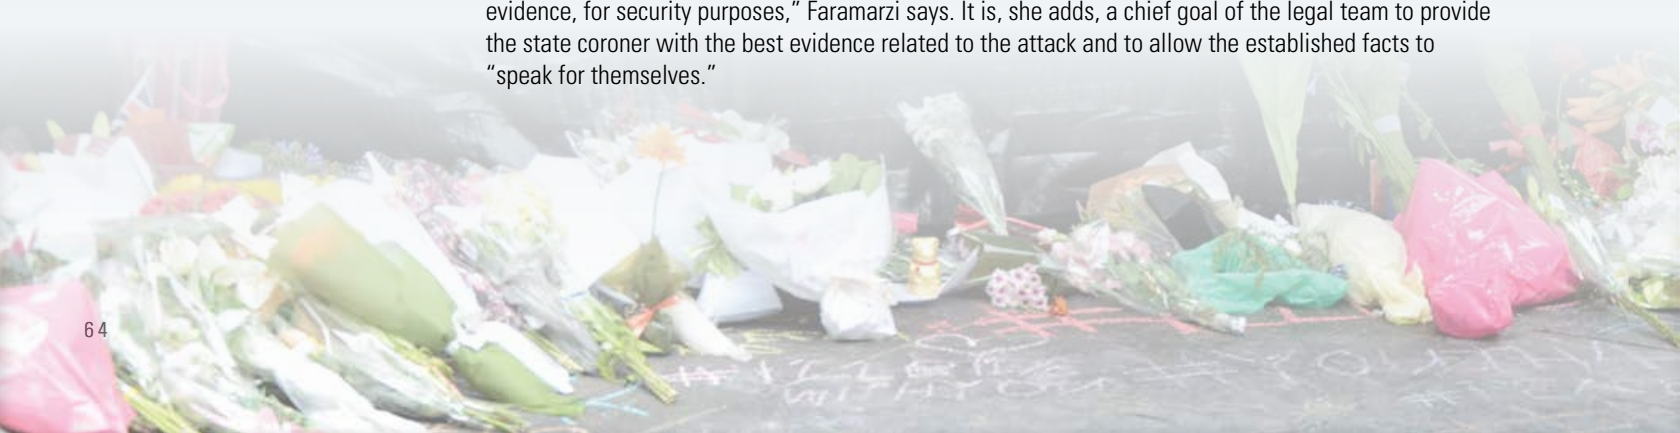 evidence, for security purposes,” Faramarzi says. It is, she adds, a chief goal of the legal team to provide
the state coroner with the best evidence related to the attack and to allow the established facts to
“speak for themselves.”
64